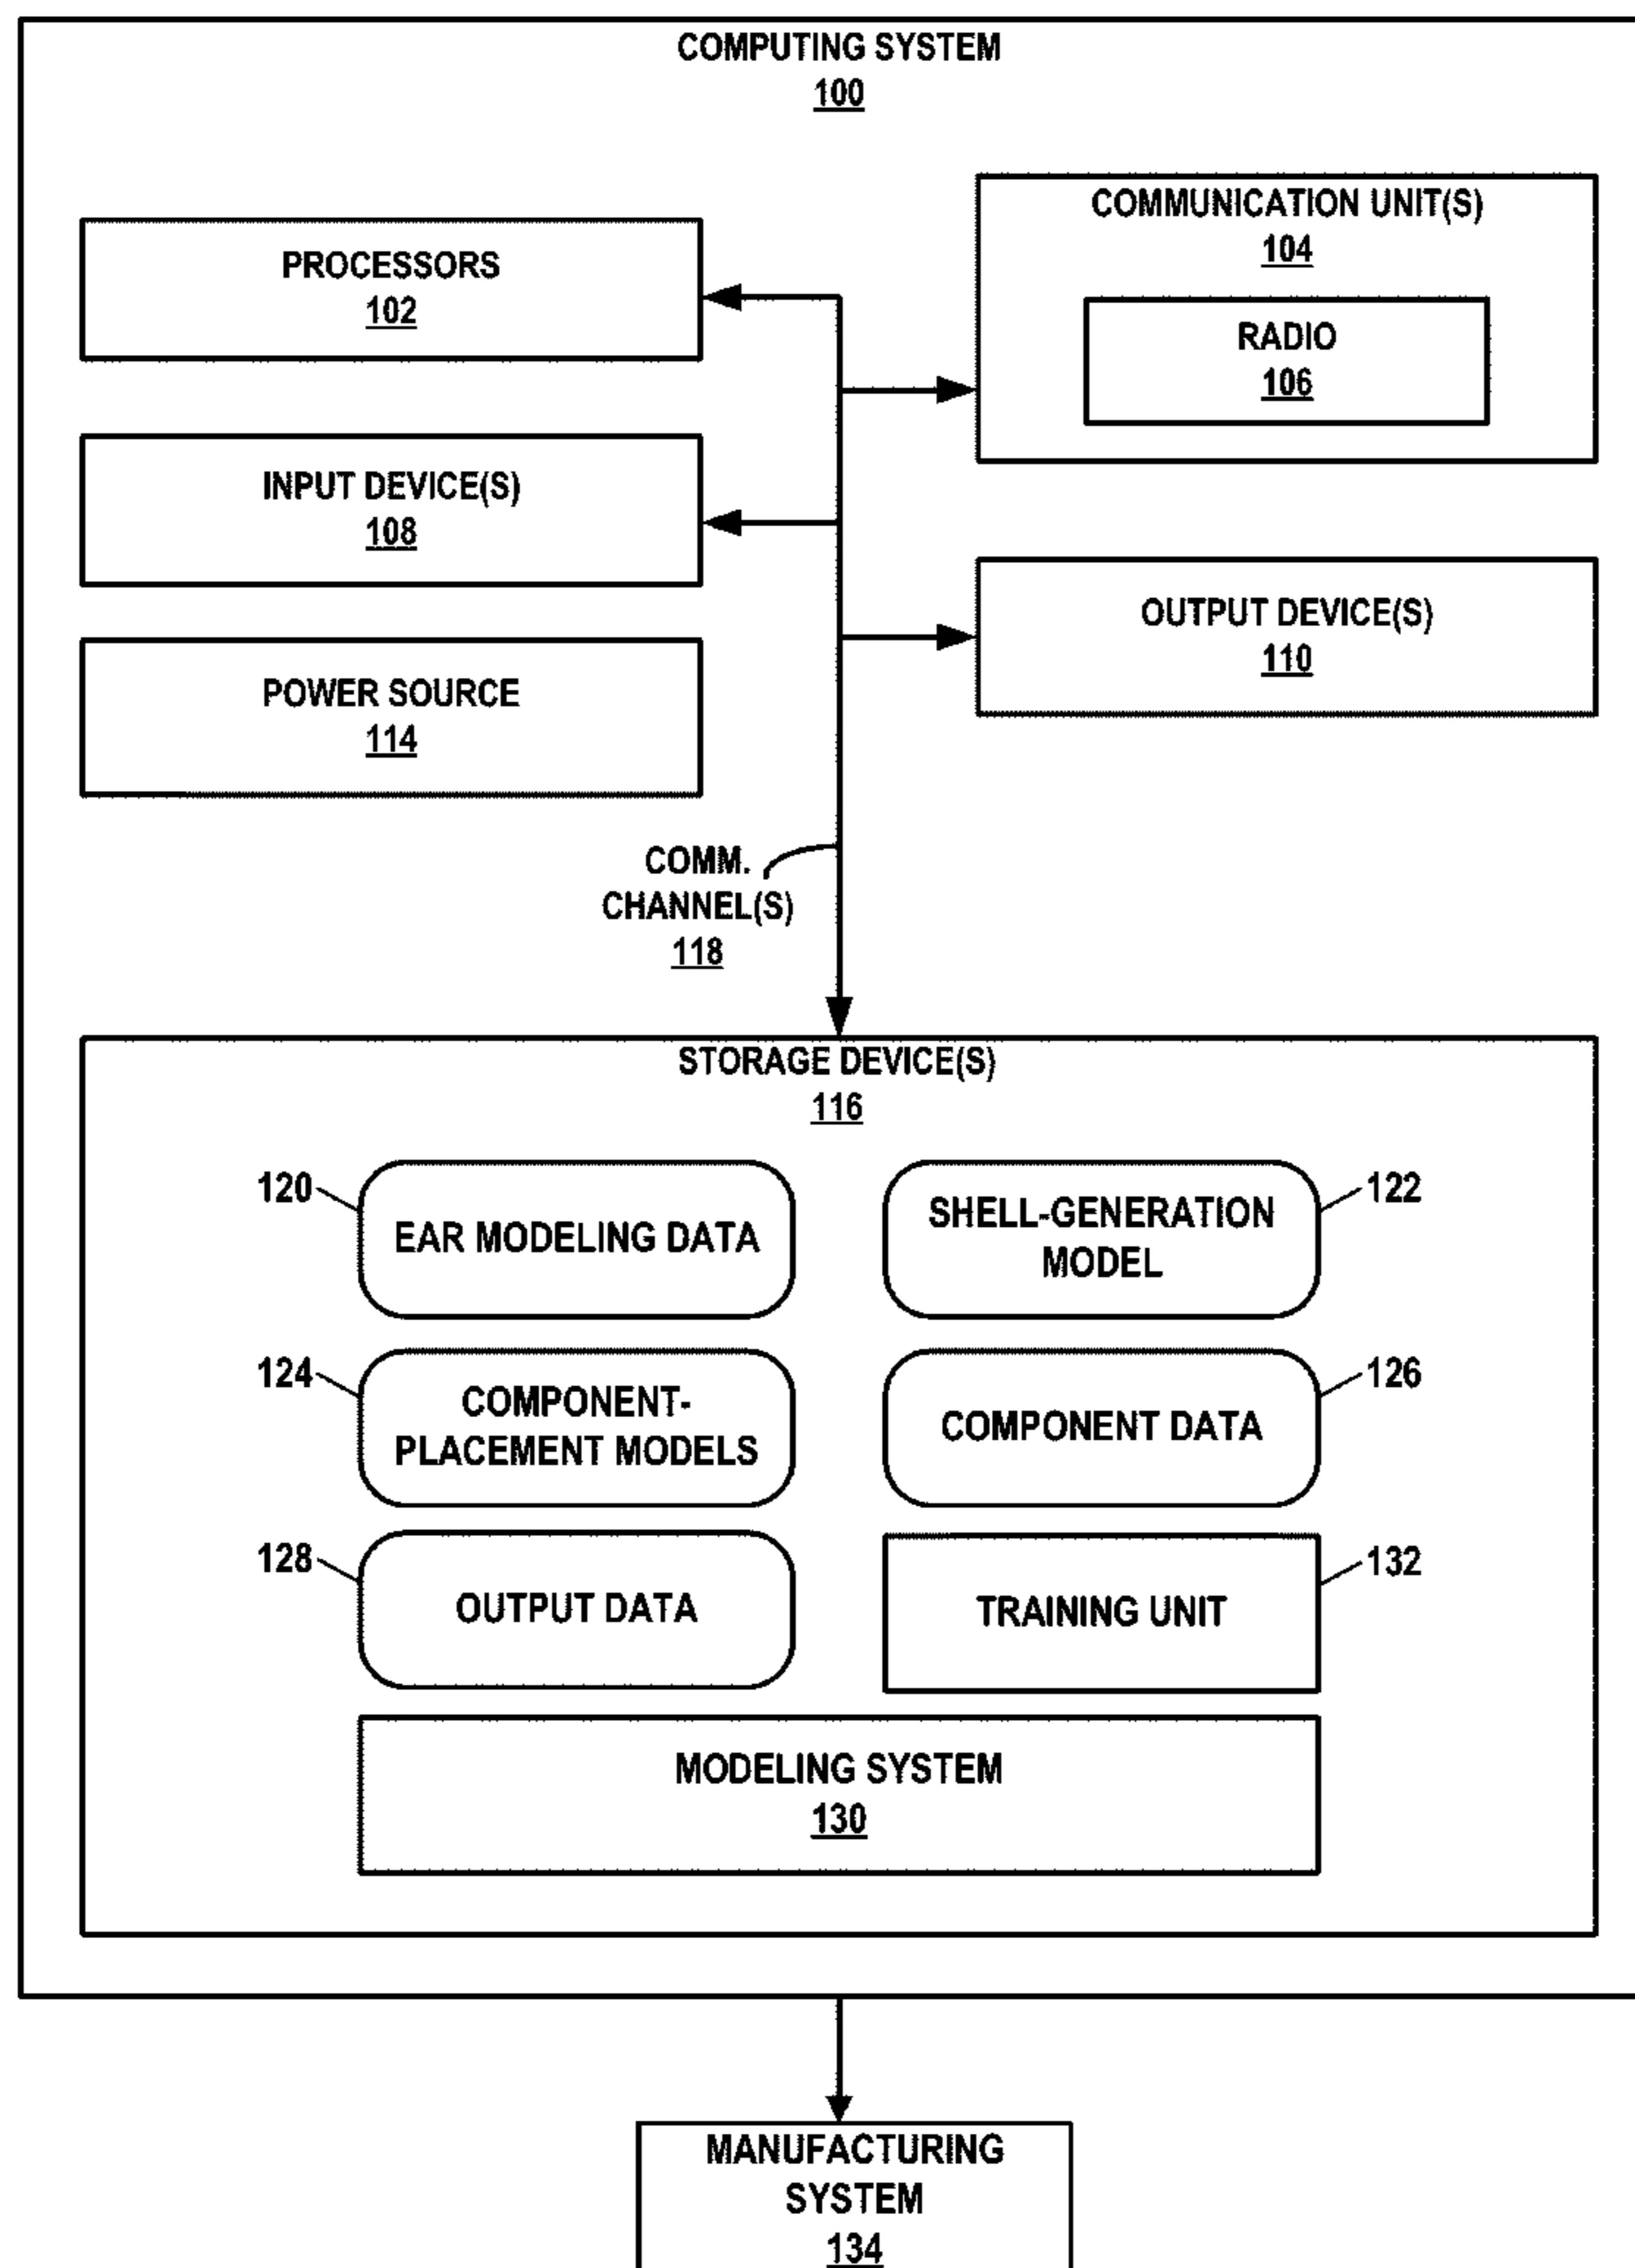 COMPUTING SYSTEM
100
PROCESSORS
102
COMMUNICATION UNIT(S)
104
RADIO
106
INPUT DEVICE(S)
108
OUTPUT DEVICE(S)
110
POWER SOURCE
114
COMM.
CHANNEL(S)
118
STORAGE DEVICE(S)
116
120
EAR MODELING DATA
SHELL-GENERATION
MODEL
122
124
COMPONENT-
PLACEMENT MODELS
COMPONENT DATA
126
128
OUTPUT DATA
TRAINING UNIT
132
MODELING SYSTEM
130
MANUFACTURING
SYSTEM
134